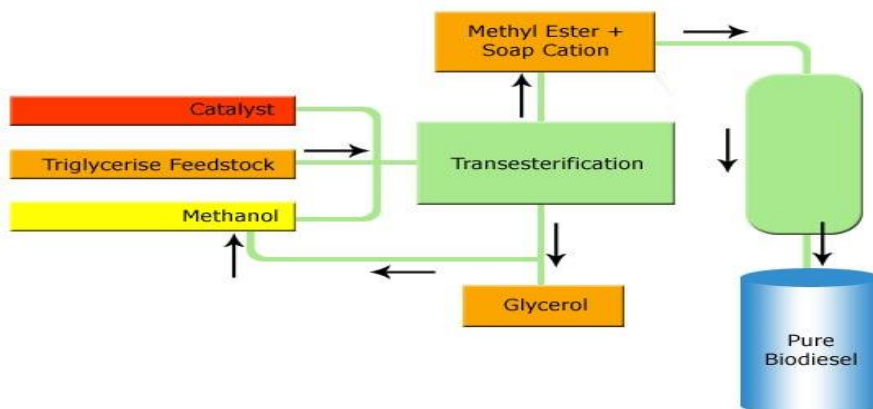 Methyl Ester +
Soap Cation
Catalyst
Triglycerise Feedstock
Transesterification
Methanol
Glycerol
Pure
Biodiesel